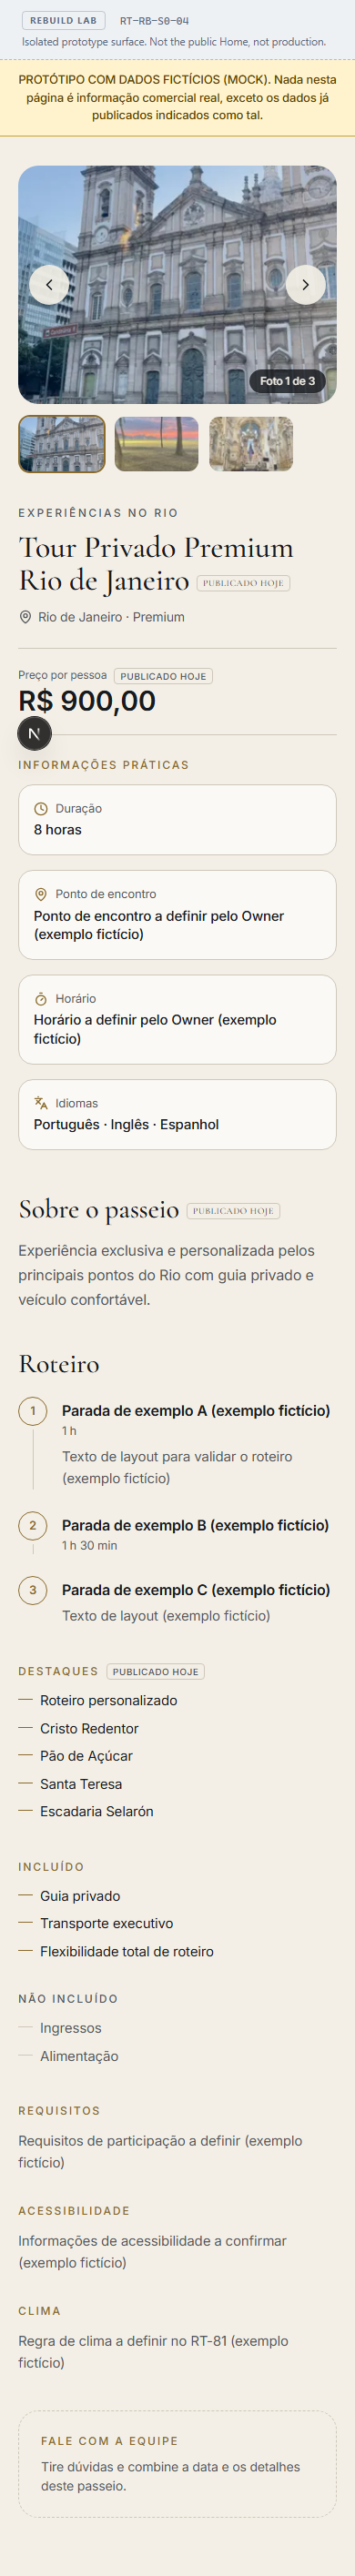 REBUILD LAB RT-RB-S0-04
Isolated prototype surface. Not the public Home, not production.
PROTÓTIPO COM DADOS FICTÍCIOS (MOCK). Nada nesta
página é informação comercial real, exceto os dados já
publicados indicados como tal.
Foto 1 de 3
EXPERIÊNCIAS NO RIO
Tour Privado Premium
Rio de Janeiro PUBLICADO HOJE
Rio de Janeiro · Premium
Preço por pessoa PUBLICADO HOJE
R$ 900,00
N
INFORMAÇÕES PRÁTICAS
Duração
8 horas
Ponto de encontro
Ponto de encontro a definir pelo Owner
(exemplo fictício)
Horário
Horário a definir pelo Owner (exemplo
fictício)
Idiomas
Português · Inglês · Espanhol
Sobre o passeio PUBLICADO HOJE
Experiência exclusiva e personalizada pelos
principais pontos do Rio com guia privado e
veículo confortável.
Roteiro
1 Parada de exemplo A (exemplo fictício)
1 h
Texto de layout para validar o roteiro
(exemplo fictício)
2 Parada de exemplo B (exemplo fictício)
1 h 30 min
3 Parada de exemplo C (exemplo fictício)
Texto de layout (exemplo fictício)
DESTAQUES PUBLICADO HOJE
Roteiro personalizado
Cristo Redentor
Pão de Açúcar
Santa Teresa
Escadaria Selarón
INCLUÍDO
Guia privado
Transporte executivo
Flexibilidade total de roteiro
NÃO INCLUÍDO
Ingressos
Alimentação
REQUISITOS
Requisitos de participação a definir (exemplo
fictício)
ACESSIBILIDADE
Informações de acessibilidade a confirmar
(exemplo fictício)
CLIMA
Regra de clima a definir no RT-81 (exemplo
fictício)
FALE COM A EQUIPE
Tire dúvidas e combine a data e os detalhes
deste passeio.